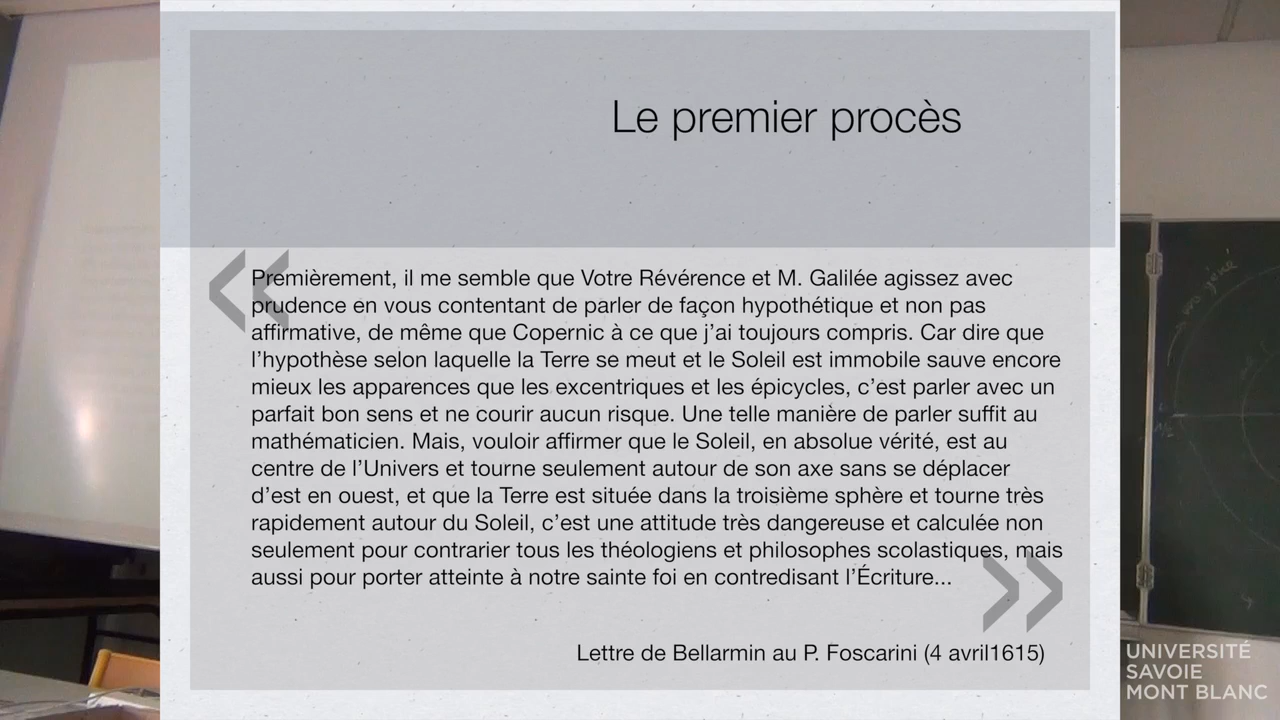 Le premier procès
«
Premièrement, il me semble que Votre Révérence et M. Galilée agissez avec
prudence en vous contentant de parler de façon hypothétique et non pas
affirmative, de même que Copernic à ce que j'ai toujours compris. Car dire que
l'hypothèse selon laquelle la Terre se meut et le Soleil est immobile sauve encore
mieux les apparences que les excentriques et les épicycles, c'est parler avec un
parfait bon sens et ne courir aucun risque. Une telle manière de parler suffit au
mathématicien. Mais, vouloir affirmer que le Soleil, en absolue vérité, est au
centre de l'Univers et tourne seulement autour de son axe sans se déplacer
d'est en ouest, et que la Terre est située dans la troisième sphère et tourne très
rapidement autour du Soleil, c'est une attitude très dangereuse et calculée non
seulement pour contrarier tous les théologiens et philosophes scolastiques, mais
aussi pour porter atteinte à notre sainte foi en contredisant l'Écriture...
»
Lettre de Bellarmin au P. Foscarini (4 avril1615)
UNIVERSITÉ
SAVOIE
MONT BLANC